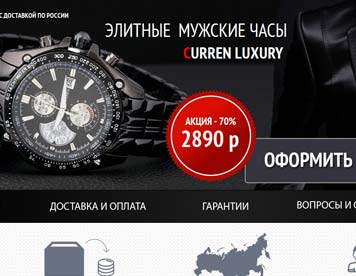 С ДОСТАВКОЙ ПО РОССИИ
ЭЛИТНЫЕ МУЖСКИЕ ЧАСЫ
CURREN LUXURY
АКЦИЯ - 70%
2890 р
ОФОРМИТЬ
ДОСТАВКА И ОПЛАТА
ГАРАНТИИ
ВОПРОСЫ И